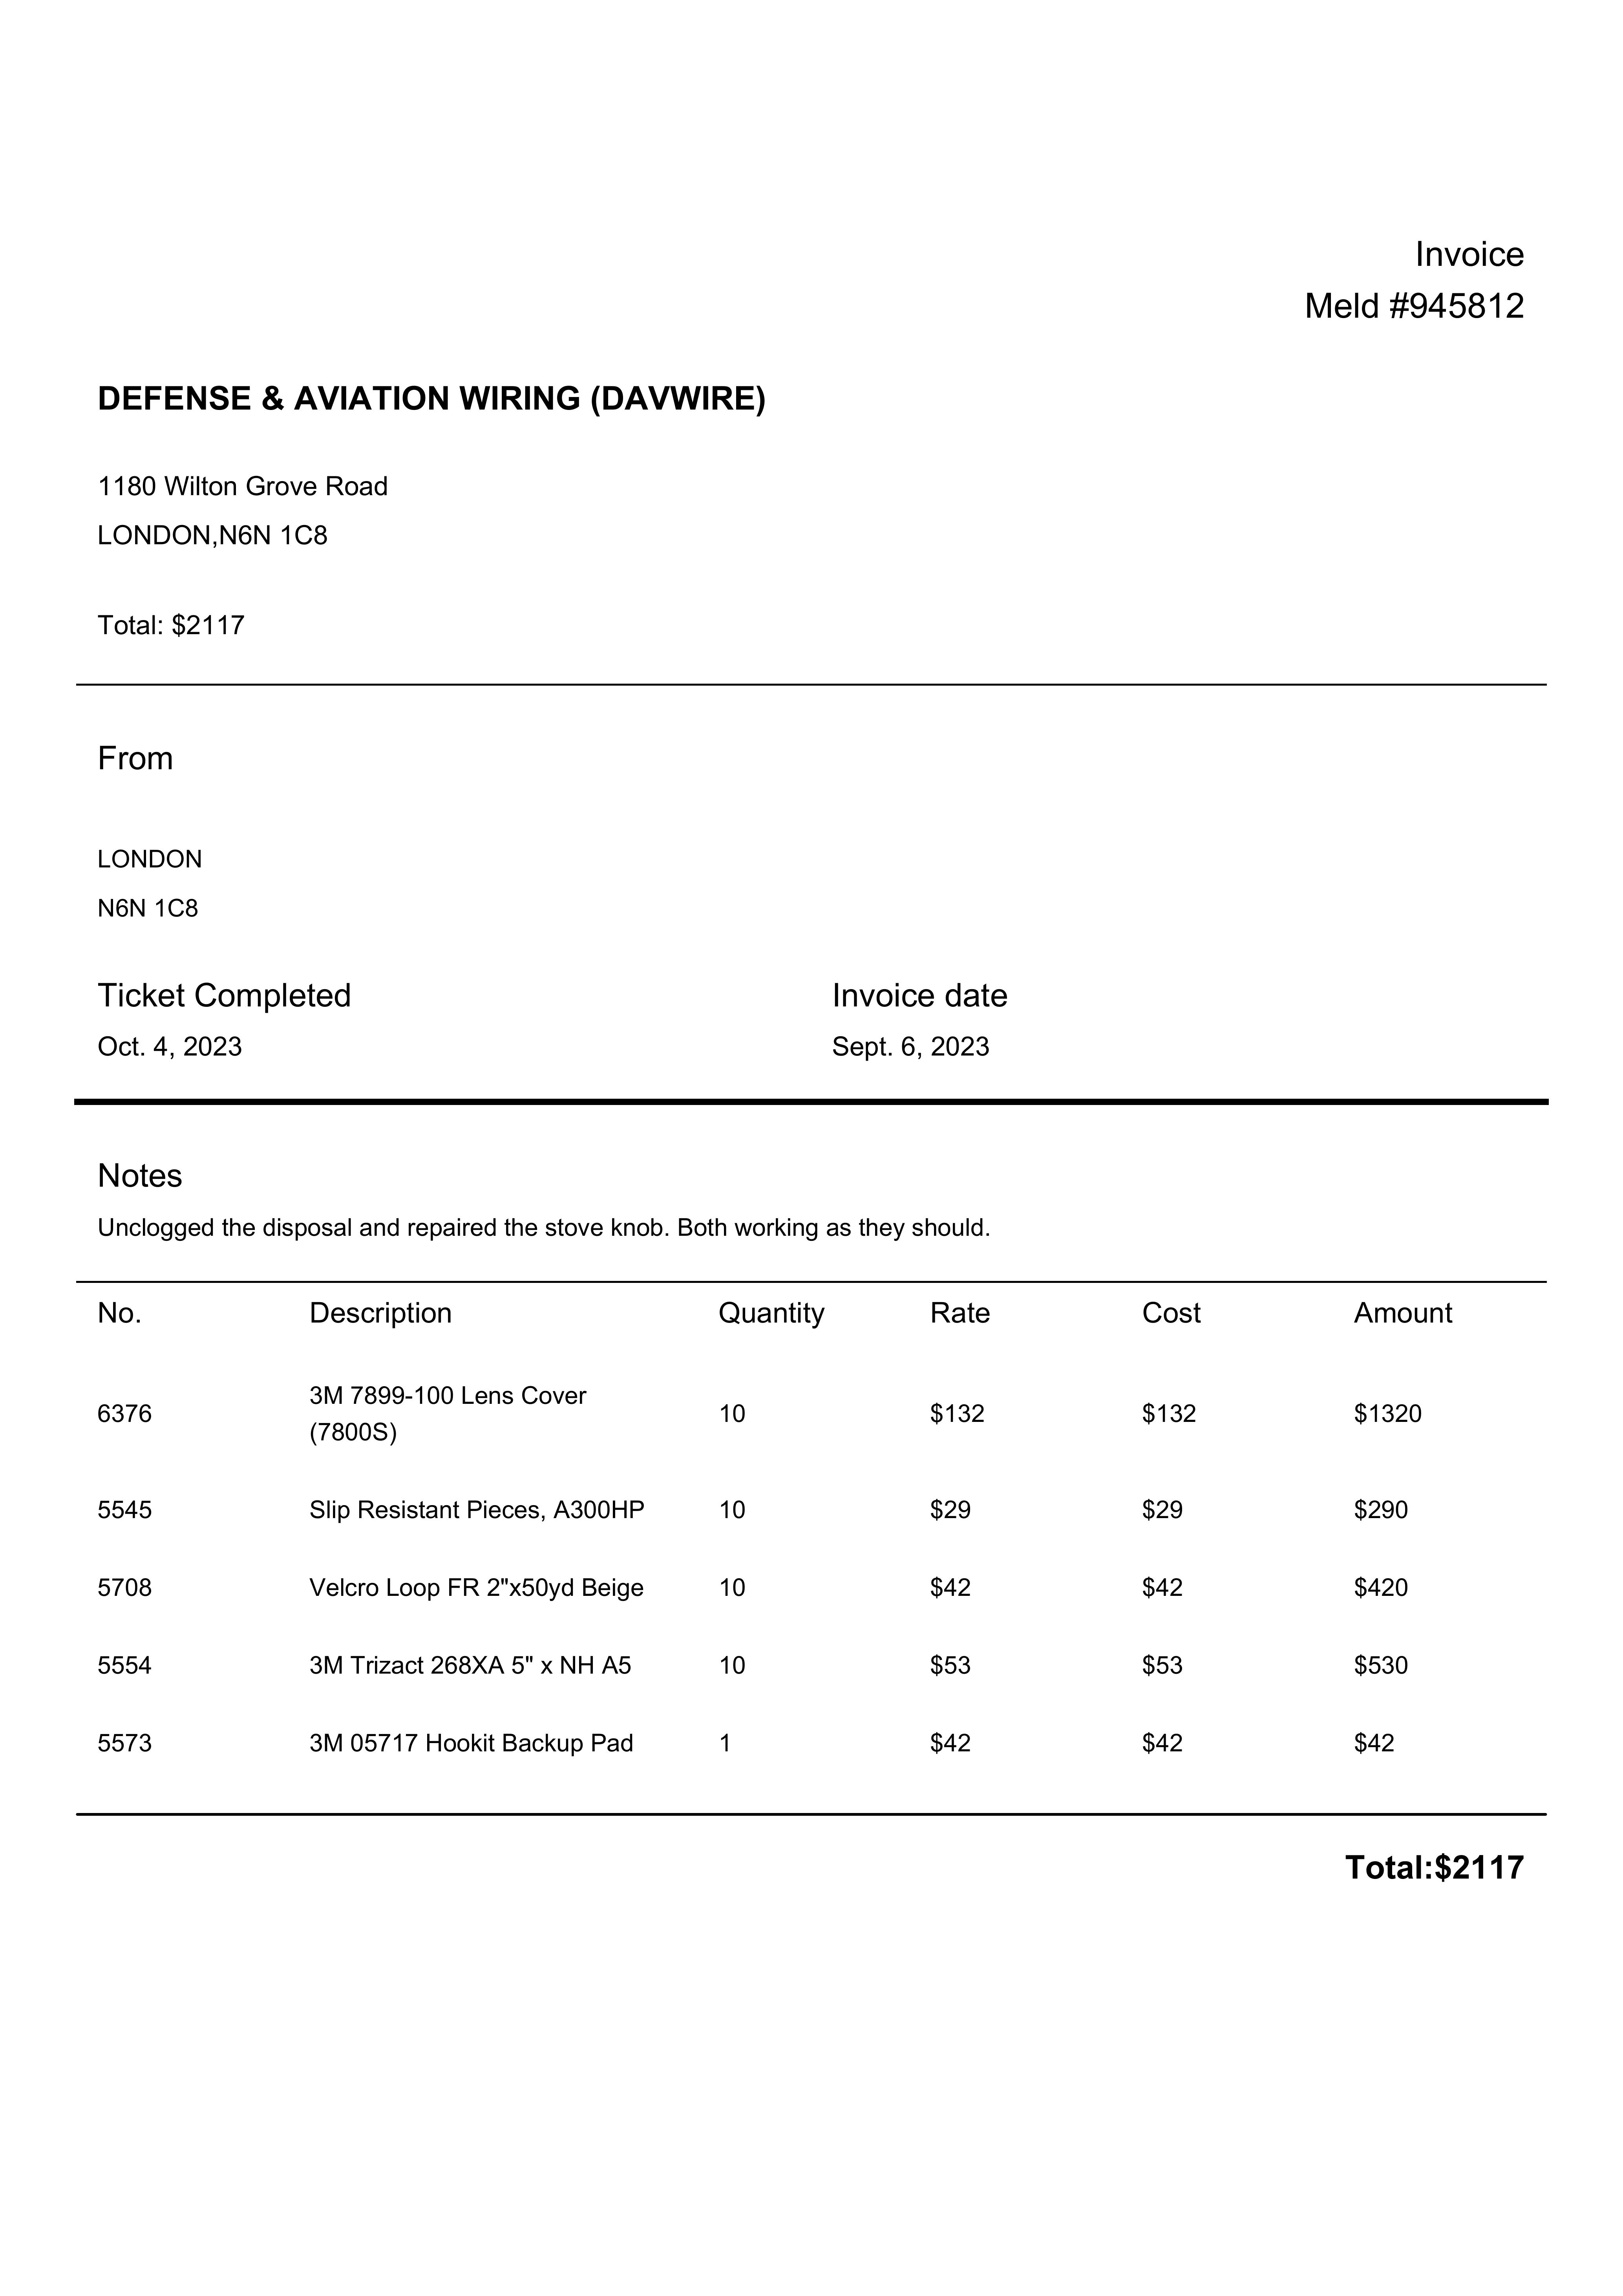 Invoice
Meld #945812
DEFENSE & AVIATION WIRING (DAVWIRE)
1180 Wilton Grove Road
LONDON,N6N 1C8
Total: $2117
From
LONDON
N6N 1C8
Ticket Completed Invoice date
Oct. 4, 2023 Sept. 6, 2023
Notes
Unclogged the disposal and repaired the stove knob. Both working as they should.
No. Description Quantity Rate Cost Amount
6376 3M 7899-100 Lens Cover (7800S) 10 $132 $132 $1320
5545 Slip Resistant Pieces, A300HP 10 $29 $29 $290
5708 Velcro Loop FR 2"x50yd Beige 10 $42 $42 $420
5554 3M Trizact 268XA 5" x NH A5 10 $53 $53 $530
5573 3M 05717 Hookit Backup Pad 1 $42 $42 $42
Total:$2117